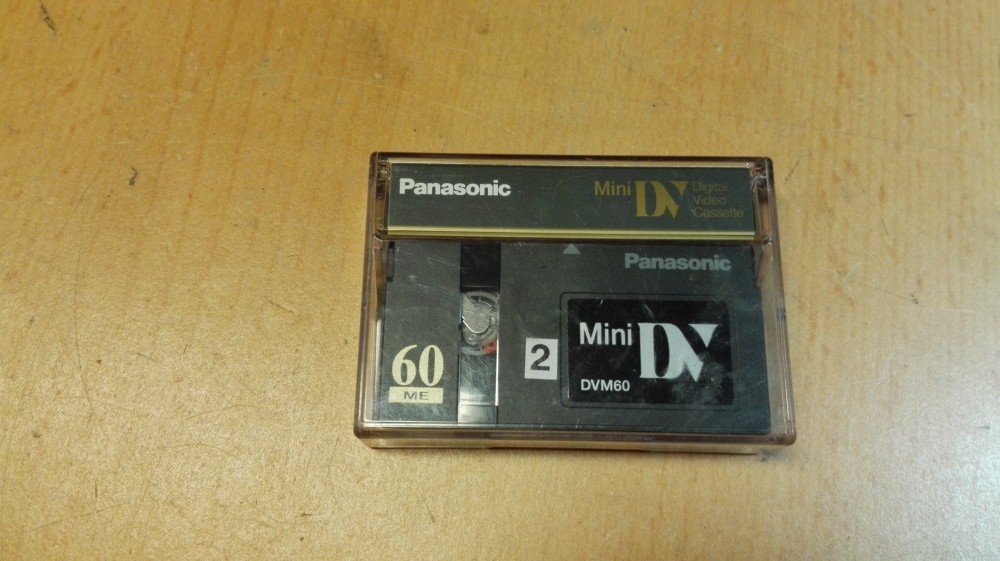 Panasonic
Mini DV Digital
Video
Cassette
Panasonic
60
ME
2
Mini DV
DVM60